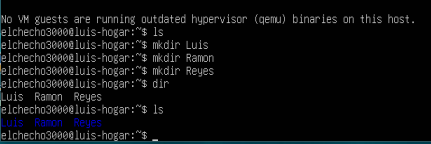 No VM guests are running outdated hypervisor (qemu) binaries on this host.
elchecho3000@luis-hogar:~$ ls
elchecho3000@luis-hogar:~$ mkdir Luis
elchecho3000@luis-hogar:~$ mkdir Ramon
elchecho3000@luis-hogar:~$ mkdir Reyes
elchecho3000@luis-hogar:~$ dir
Luis  Ramon  Reyes
elchecho3000@luis-hogar:~$ ls
Luis  Ramon  Reyes
elchecho3000@luis-hogar:~$ _